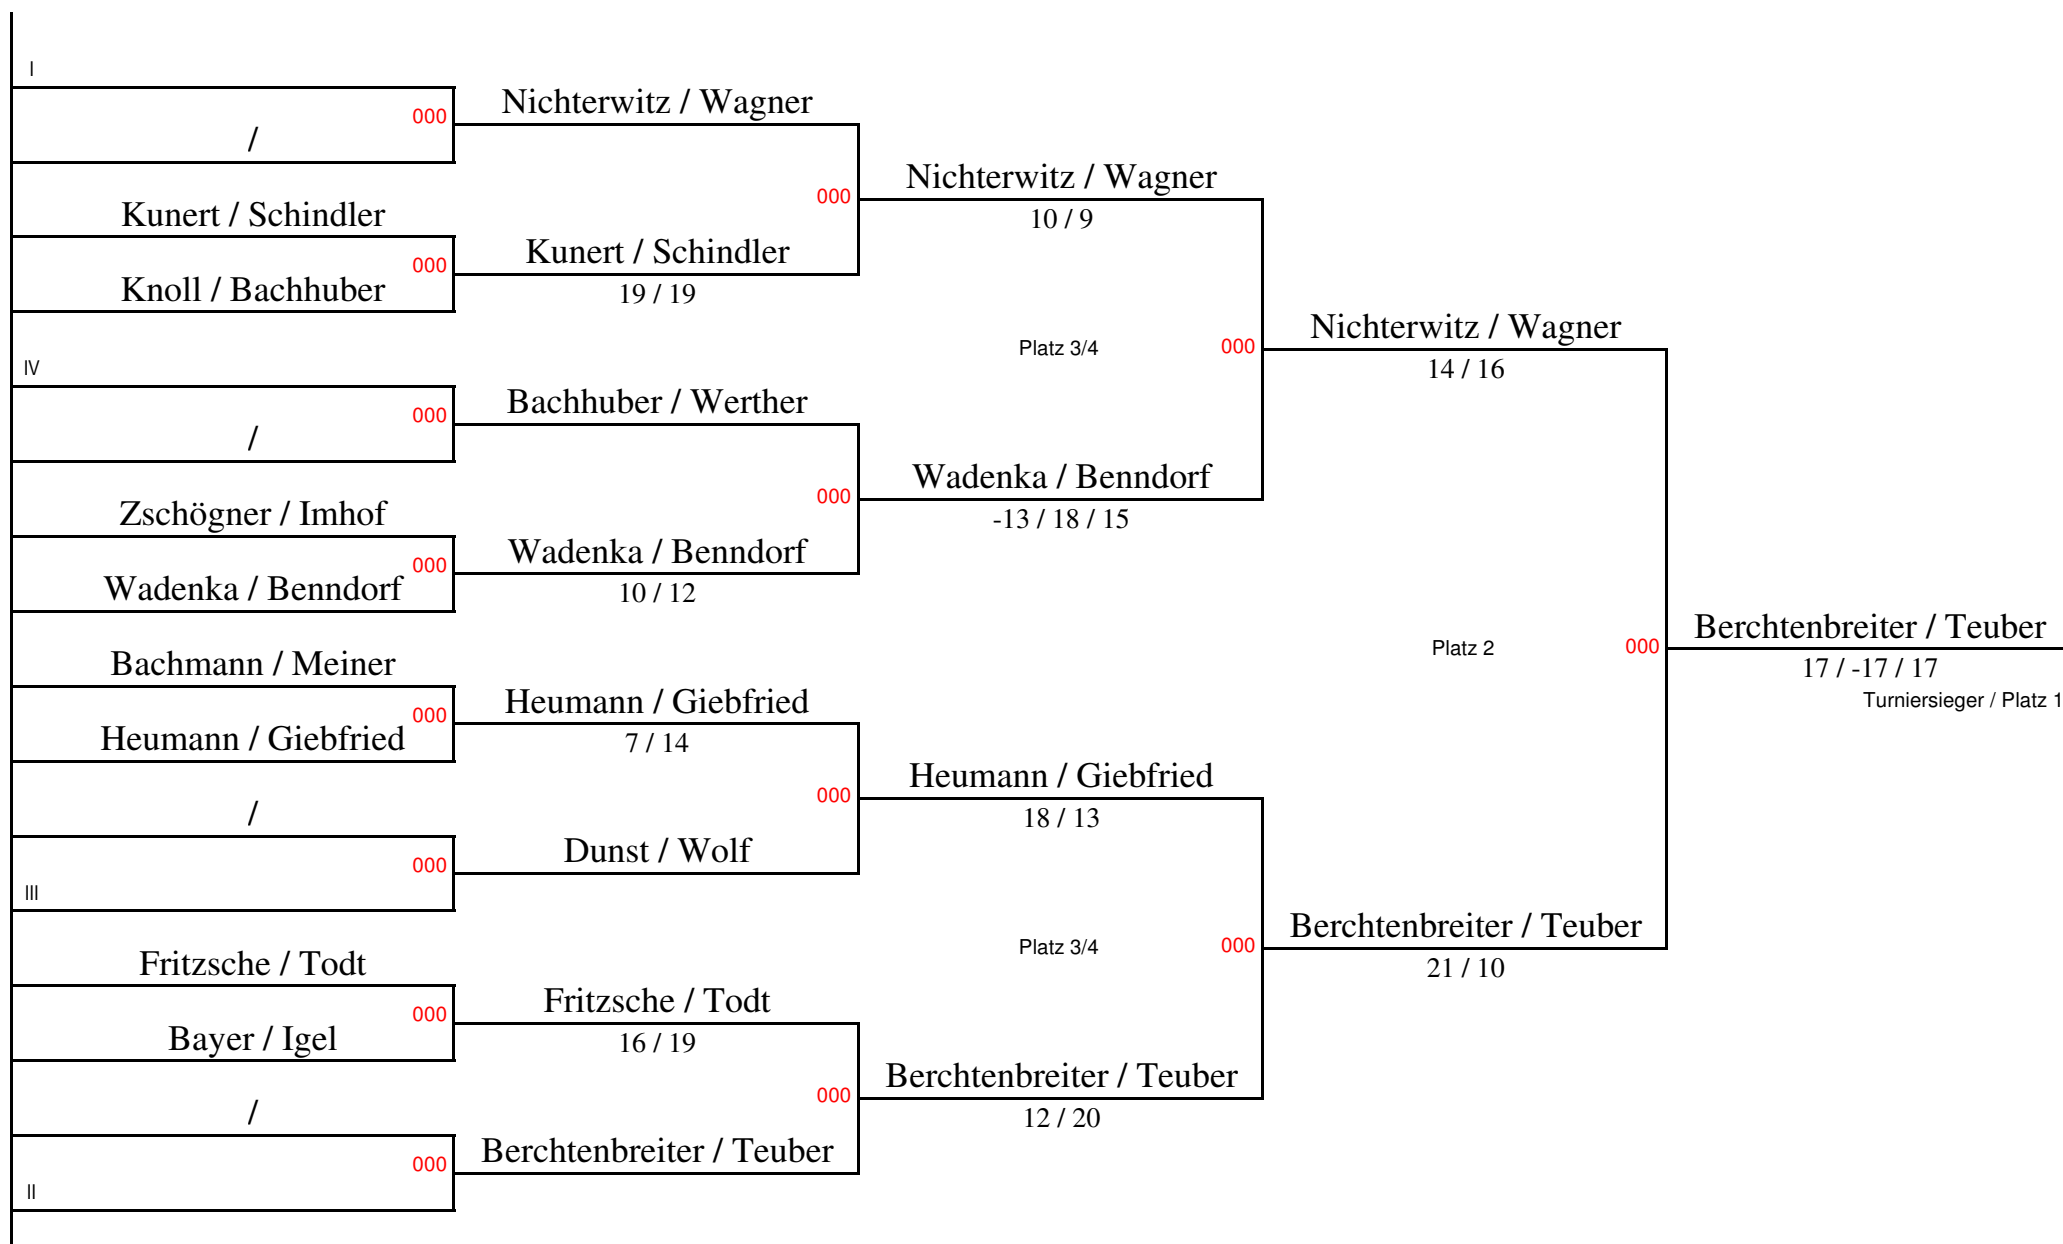 I
Nichterwitz / Wagner
000
/
Nichterwitz / Wagner
000
10 / 9
Kunert / Schindler
Kunert / Schindler
000
19 / 19
Knoll / Bachhuber
Nichterwitz / Wagner
Platz 3/4
000
14 / 16
IV
Bachhuber / Werther
000
/
Wadenka / Benndorf
000
-13 / 18 / 15
Zschögner / Imhof
Wadenka / Benndorf
000
10 / 12
Wadenka / Benndorf
Berchtenbreiter / Teuber
Platz 2
000
17 / -17 / 17
Turniersieger / Platz 1
Bachmann / Meiner
Heumann / Giebfried
000
7 / 14
Heumann / Giebfried
Heumann / Giebfried
000
18 / 13
/
Dunst / Wolf
000
III
Berchtenbreiter / Teuber
Platz 3/4
000
21 / 10
Fritzsche / Todt
Fritzsche / Todt
000
16 / 19
Bayer / Igel
Berchtenbreiter / Teuber
000
12 / 20
/
Berchtenbreiter / Teuber
000
II